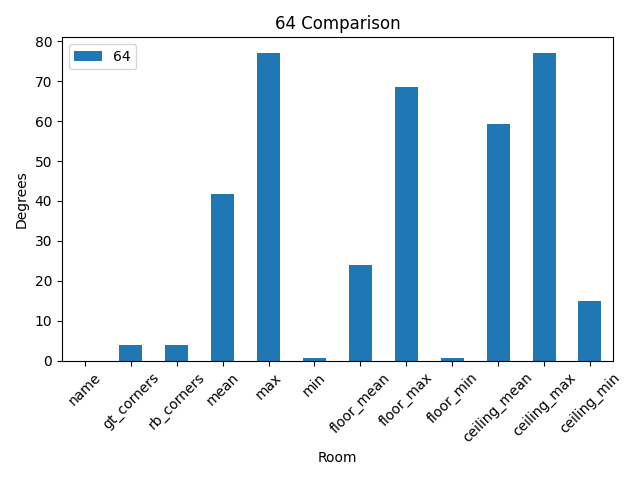 64 Comparison
64
Degrees
80
70
60
50
40
30
20
10
0
name
gt_corners
rb_corners
mean
max
min
floor_mean
floor_max
floor_min
ceiling_mean
ceiling_max
ceiling_min
Room